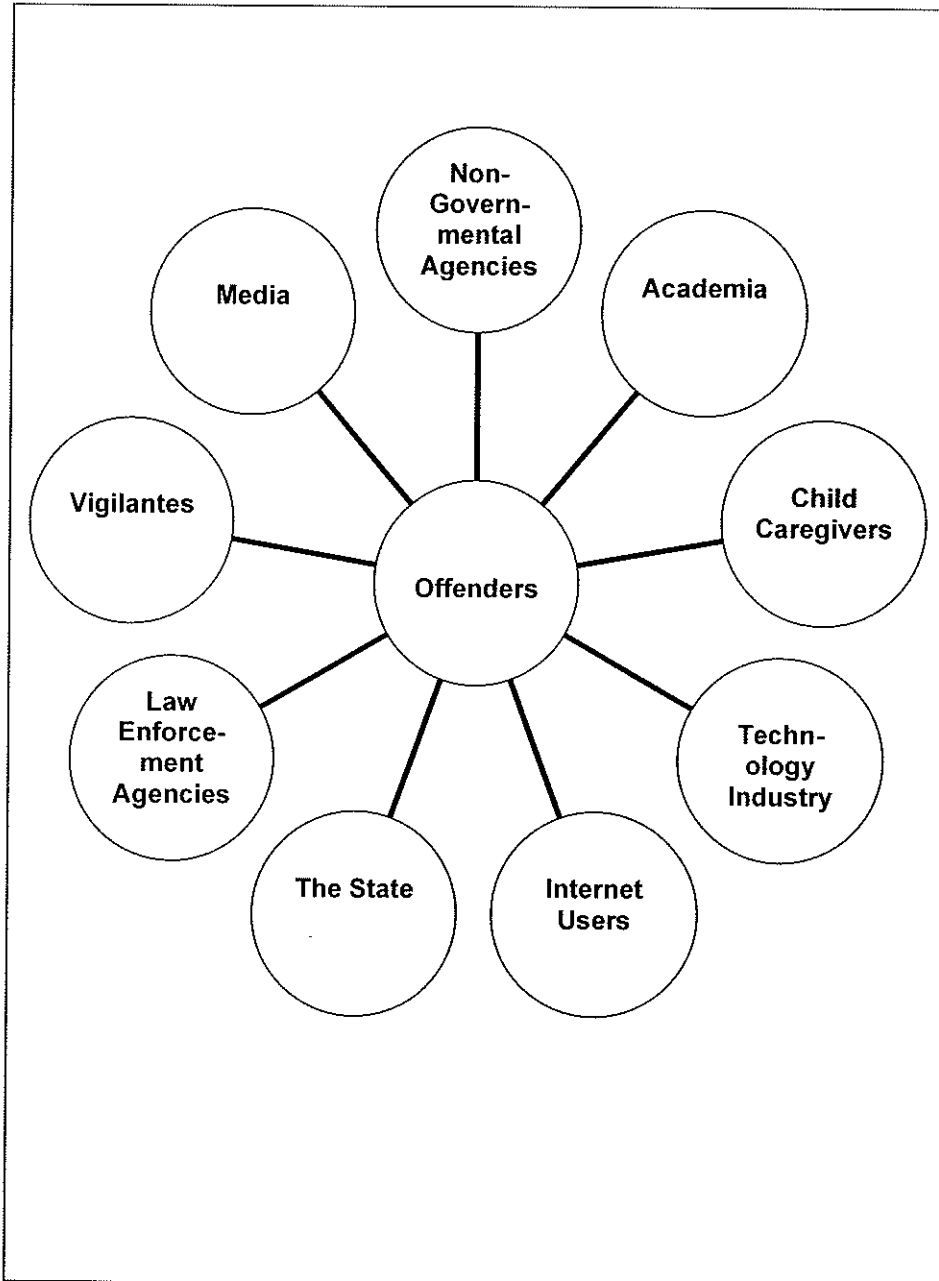 Non-
Govern-
mental
Agencies
Media
Academia
Vigilantes
Child
Caregivers
Offenders
Law
Enforce-
ment
Agencies
Techn-
ology
Industry
The State
Internet
Users